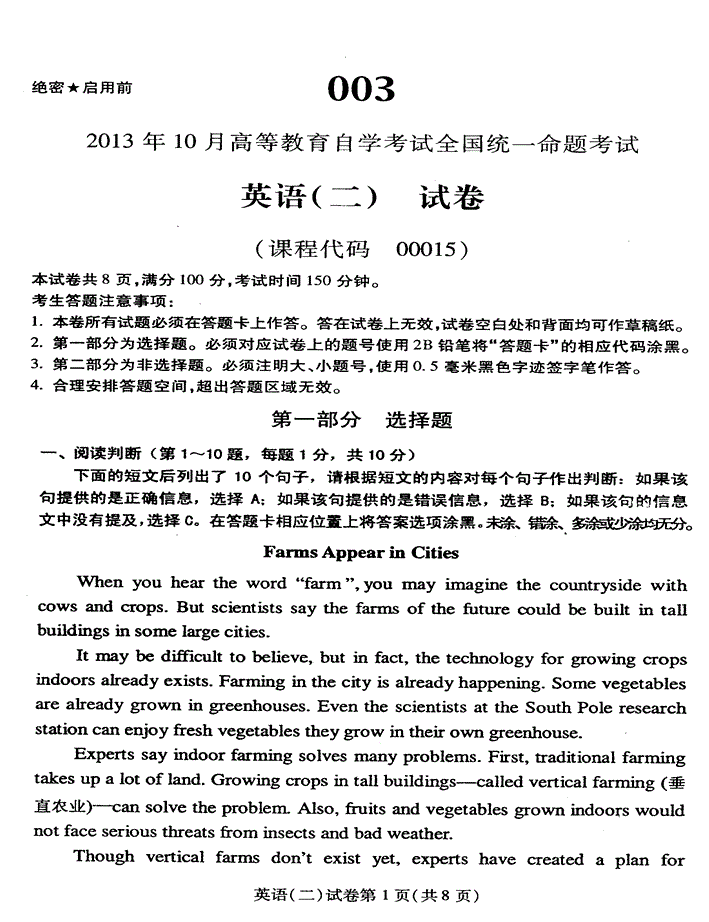 绝密★启用前
003
2013 年 10 月高等教育自学考试全国统一命题考试
英语(二) 试卷
(课程代码 00015)
本试卷共 8 页,满分 100 分,考试时间 150 分钟。
考生答题注意事项:
1. 本卷所有试题必须在答题卡上作答。答在试卷上无效,试卷空白处和背面均可作草稿纸。
2. 第一部分为选择题。必须对应试卷上的题号使用 2B 铅笔将“答题卡”的相应代码涂黑。
3. 第二部分为非选择题。必须注明大、小题号,使用 0.5 毫米黑色字迹签字笔作答。
4. 合理安排答题空间,超出答题区域无效。
第一部分 选择题
一、阅读判断(第 1～10 题，每题 1 分，共 10 分)
下面的短文后列出了 10 个句子，请根据短文的内容对每个句子作出判断：如果该
句提供的是正确信息，选择 A；如果该句提供的是错误信息，选择 B；如果该句的信息
文中没有提及,选择 C。在答题卡相应位置上将答案选项涂黑。未涂、错涂、多涂或少涂均无分。
Farms Appear in Cities
When you hear the word “farm”, you may imagine the countryside with
cows and crops. But scientists say the farms of the future could be built in tall
buildings in some large cities.
It may be difficult to believe, but in fact, the technology for growing crops
indoors already exists. Farming in the city is already happening. Some vegetables
are already grown in greenhouses. Even the scientists at the South Pole research
station can enjoy fresh vegetables they grow in their own greenhouse.
Experts say indoor farming solves many problems. First, traditional farming
takes up a lot of land. Growing crops in tall buildings—called vertical farming (垂
直农业)—can solve the problem. Also, fruits and vegetables grown indoors would
not face serious threats from insects and bad weather.
Though vertical farms don’t exist yet, experts have created a plan for
英语(二)试卷第 1 页(共 8 页)